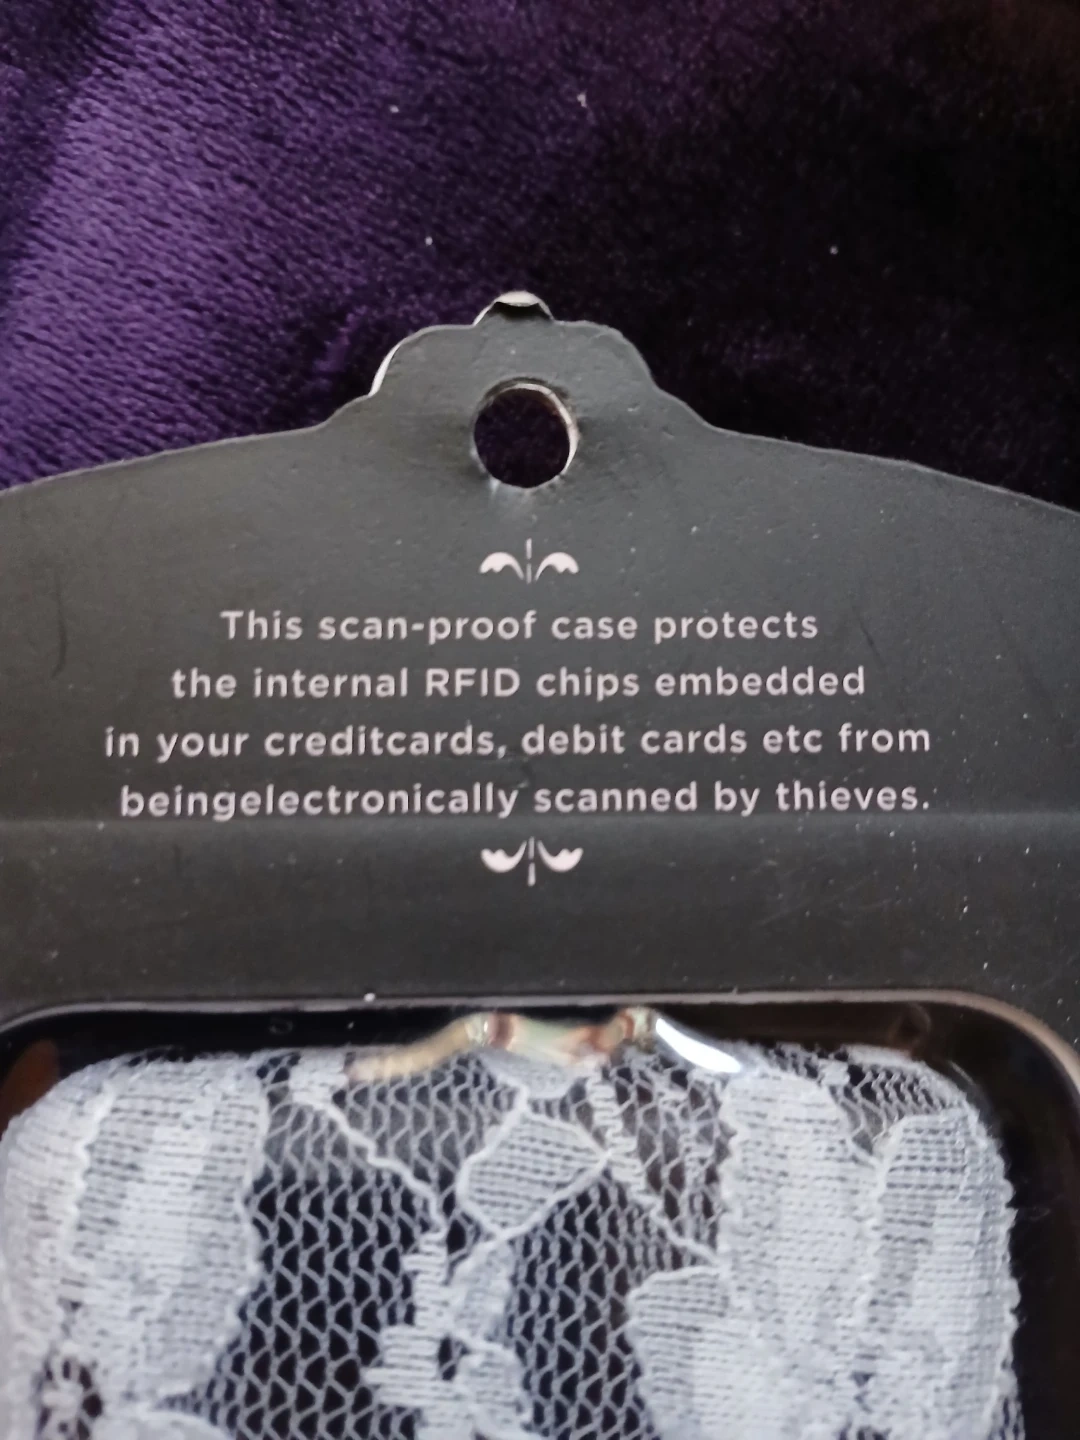 This scan-proof case protects
the internal RFID chips embedded
in your creditcards, debit cards etc from
beingelectronically scanned by thieves.